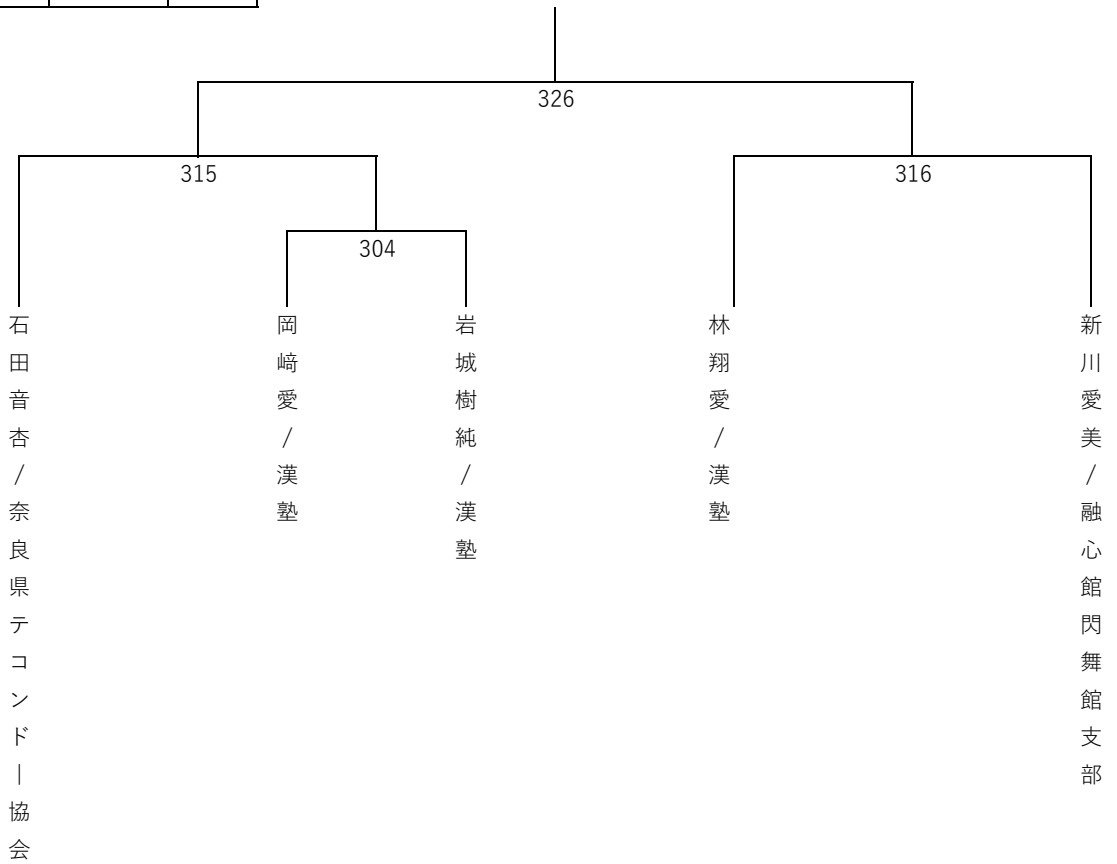 326
315
316
304
石田音杏/奈良県テコンドー協会
岡﨑愛/漢塾
岩城樹純/漢塾
林翔愛/漢塾
新川愛美/融心館閃舞館支部